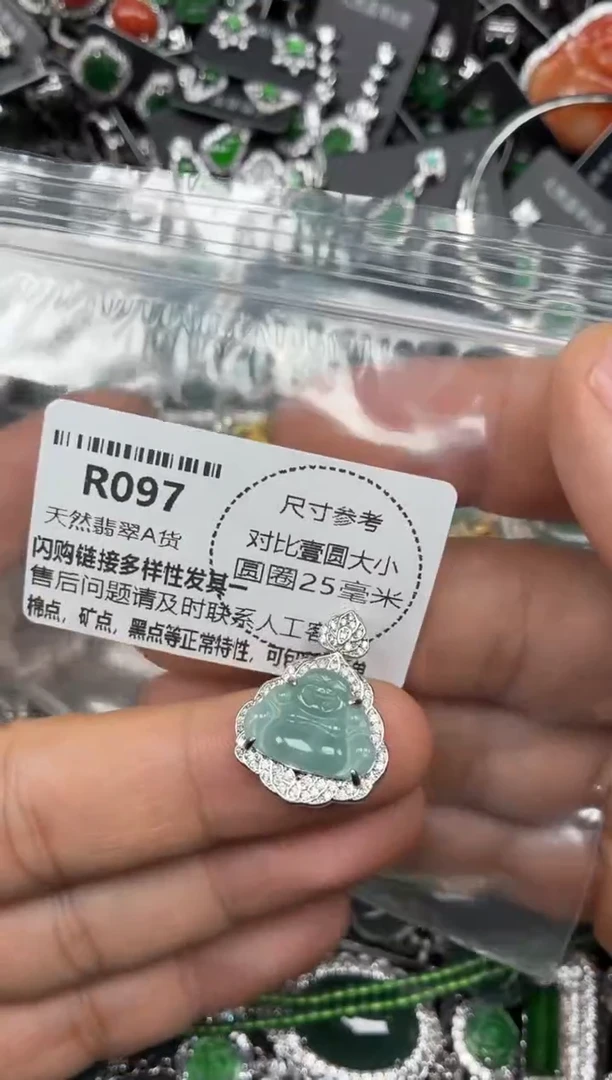 R097
天然翡翠A货
闪购链接多样性发其一
售后问题请及时联系人工客
棉点，矿点，黑点等正常特性，可
尺寸参考
对比壹圆大小
圆圈25毫米